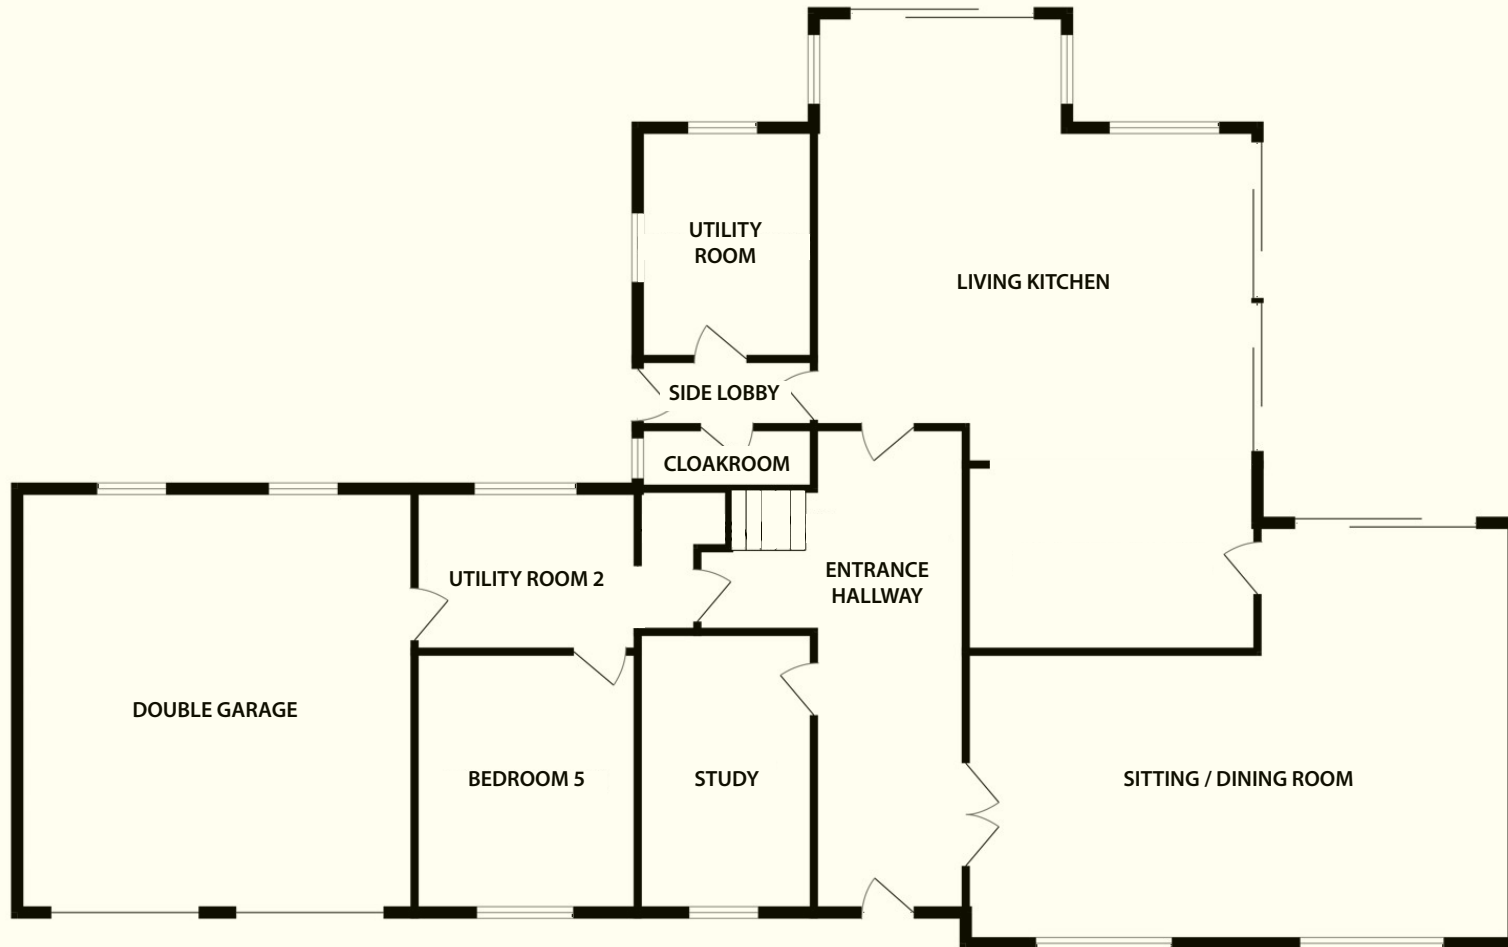 UTILITY
ROOM
LIVING KITCHEN
SIDE LOBBY
CLOAKROOM
UTILITY ROOM 2
ENTRANCE
HALLWAY
DOUBLE GARAGE
BEDROOM 5
STUDY
SITTING / DINING ROOM